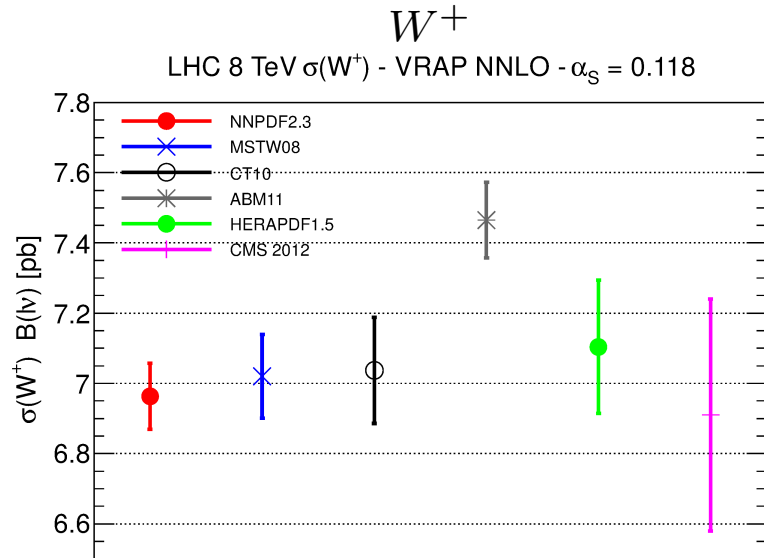 W⁺
LHC 8 TeV σ(W⁺) - VRAP NNLO - α_S = 0.118
σ(W⁺) B(lν) [pb]
7.8
7.6
7.4
7.2
7
6.8
6.6
NNPDF2.3
MSTW08
CT10
ABM11
HERAPDF1.5
CMS 2012